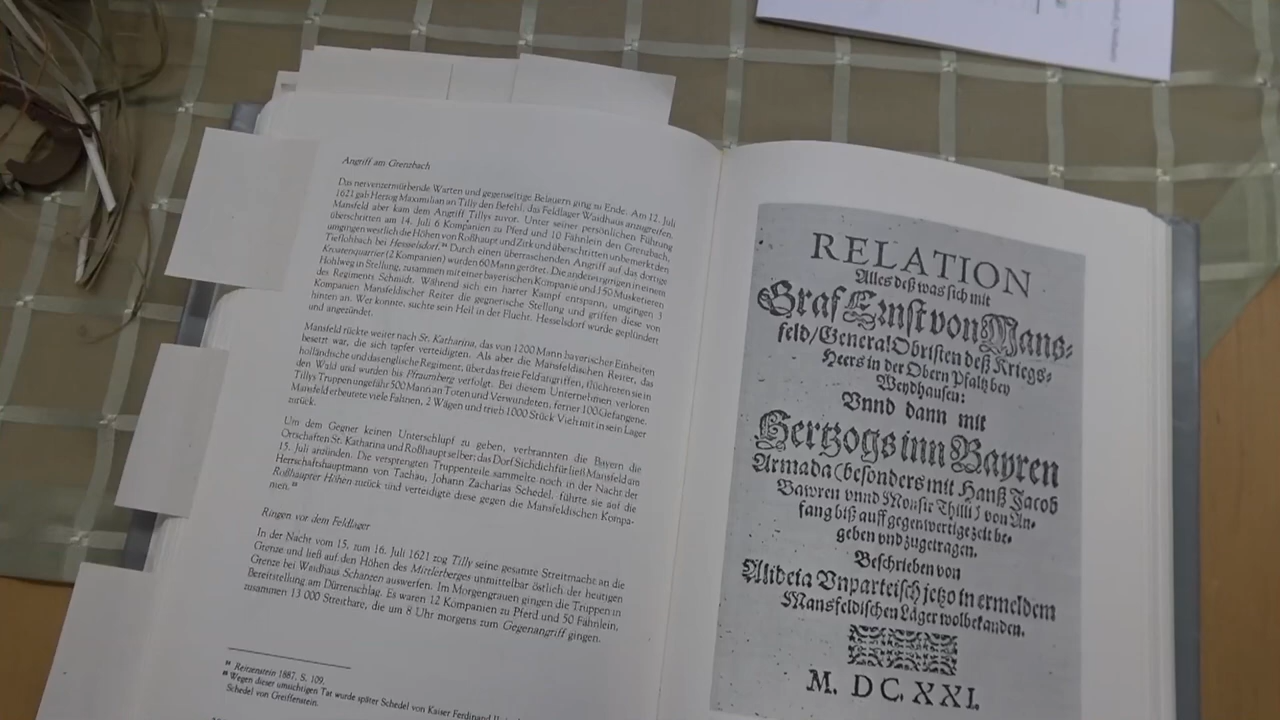 Angriff am Grenzbach
Das nervenzermürbende Warten und gegenseitige Belauern ging zu Ende. Am 12. Juli
1621 gab Herzog Maximilian an Tilly den Befehl, das Feldlager Waidhaus anzugreifen.
Mansfeld aber kam dem Angriff Tillys zuvor. Unter seiner persönlichen Führung
überschritten am 14. Juli 6 Kompanien zu Pferd und 10 Fähnlein den Grenzbach,
umgingen westlich die Höhen von Roßhaupt und Zirk und überschritten unbemerkt den
Tieflohbach bei Hesselsdorf. Durch einen überraschenden Angriff auf das dortige
Kroatenquartier (2 Kompanien) wurden 60 Mann getötet. Die anderen gingen in einem
Hohlweg in Stellung, zusammen mit einer bayerischen Kompanie und 150 Musketieren
des Regiments Schmidt. Während sich ein harter Kampf entspann, umgingen 3
Kompanien Mansfeldischer Reiter die gegnerische Stellung und griffen diese von
hinten an. Wer konnte, suchte sein Heil in der Flucht. Hesselsdorf wurde geplündert
und angezündet.
Mansfeld rückte weiter nach St. Katharina, das von 1200 Mann bayerischer Einheiten
besetzt war, die sich tapfer verteidigten. Als aber die Mansfeldischen Reiter, das
holländische und das englische Regiment, über das freie Feld angriffen, flüchteten sie in
den Wald und wurden bis Pfraumberg verfolgt. Bei diesem Unternehmen verloren
Tillys Truppen ungefähr 500 Mann an Toten und Verwundeten, ferner 100 Gefangene.
Mansfeld erbeutete viele Fahnen, 2 Wägen und trieb 1000 Stück Vieh mit in sein Lager
zurück.
Um dem Gegner keinen Unterschlupf zu geben, verbrannten die Bayern die
Ortschaften St. Katharina und Roßhaupt selber; das Dorf Sichdichfür ließ Mansfeld am
15. Juli anzünden. Die versprengten Truppenteile sammelte noch in der Nacht der
Herrschaftshauptmann von Tachau, Johann Zacharias Schedel, führte sie auf die
Roßhaupter Höhen zurück und verteidigte diese gegen die Mansfeldischen Kompa-
nien.
Ringen vor dem Feldlager
In der Nacht vom 15. zum 16. Juli 1621 zog Tilly seine gesamte Streitmacht an die
Grenze und ließ auf den Höhen des Mittlerberges unmittelbar östlich der heutigen
Grenze bei Waidhaus Schanzen auswerfen. Im Morgengrauen gingen die Truppen in
Bereitstellung am Dürrenschlag. Es waren 12 Kompanien zu Pferd und 50 Fähnlein,
zusammen 13 000 Streitbare, die um 8 Uhr morgens zum Gegenangriff gingen.
Reitzenstein 1887, S. 109.
Wegen dieser umsichtigen Tat wurde später Schedel von Kaiser
Schedel von Greiffenstein.
RELATION
Alles deß was sich mit
Graf Ernst von Mans-
feld/General Obristen deß Kriegs-
Heers in der Obern Pfaltz bey
Weydhausen:
Vnnd dann mit
Hertzogs inn Bayren
Armada (besonders mit Hanß Jacob
Bawren vnnd Monsir Thilli) von An-
fang biß auff gegenwertige zeit be-
geben vnd zugetragen.
Beschrieben von
Alideia Vnparteisch jetzo in ermeldem
Mansfeldischen Läger wolbekanden.
M. DC. XXI.